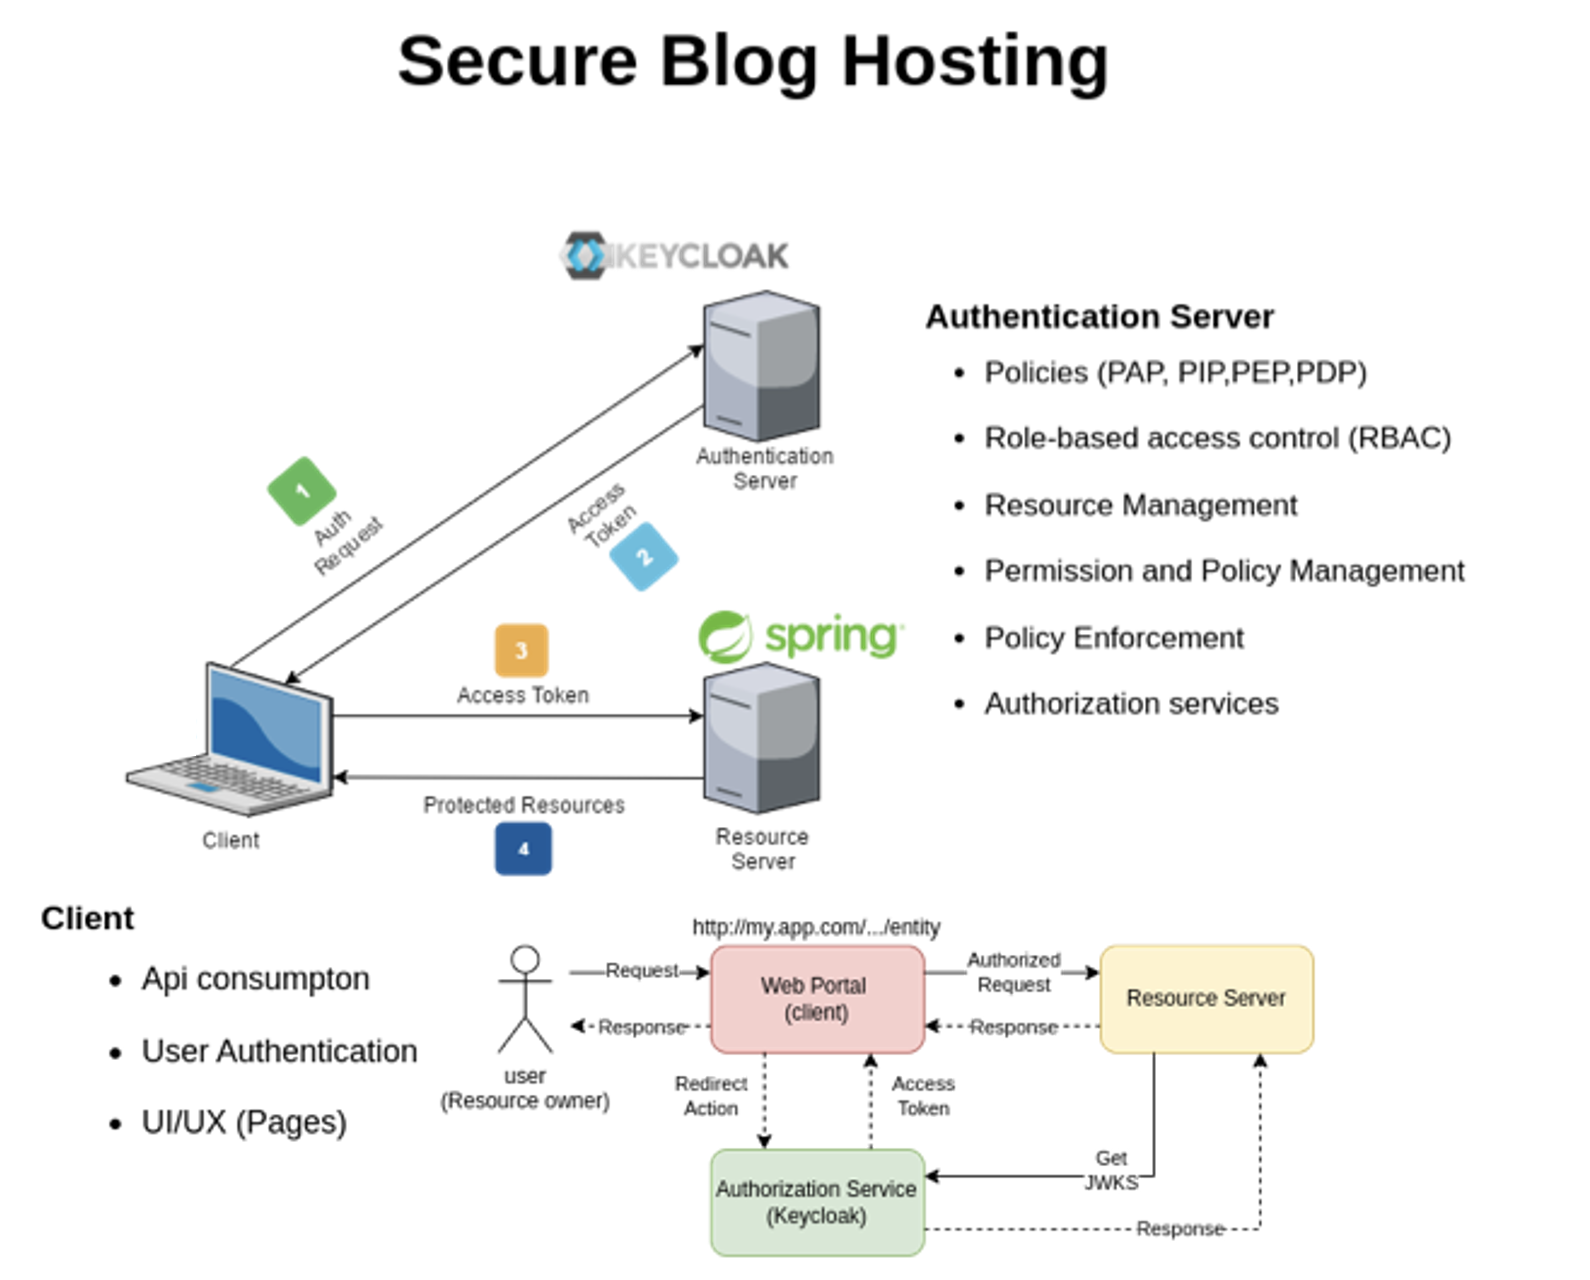 Secure Blog Hosting
KEYCLOAK
Authentication
Server
Authentication Server
Policies (PAP, PIP,PEP,PDP)
Role-based access control (RBAC)
Resource Management
Permission and Policy Management
Policy Enforcement
Authorization services
1
Auth
Request
Access
Token
2
3
Access Token
spring
Protected Resources
4
Client
Resource
Server
Client
Api consumpton
User Authentication
UI/UX (Pages)
http://my.app.com/.../entity
Request
Response
user
(Resource owner)
Web Portal
(client)
Authorized
Request
Response
Resource Server
Redirect
Action
Access
Token
Authorization Service
(Keycloak)
Get
JWKS
Response